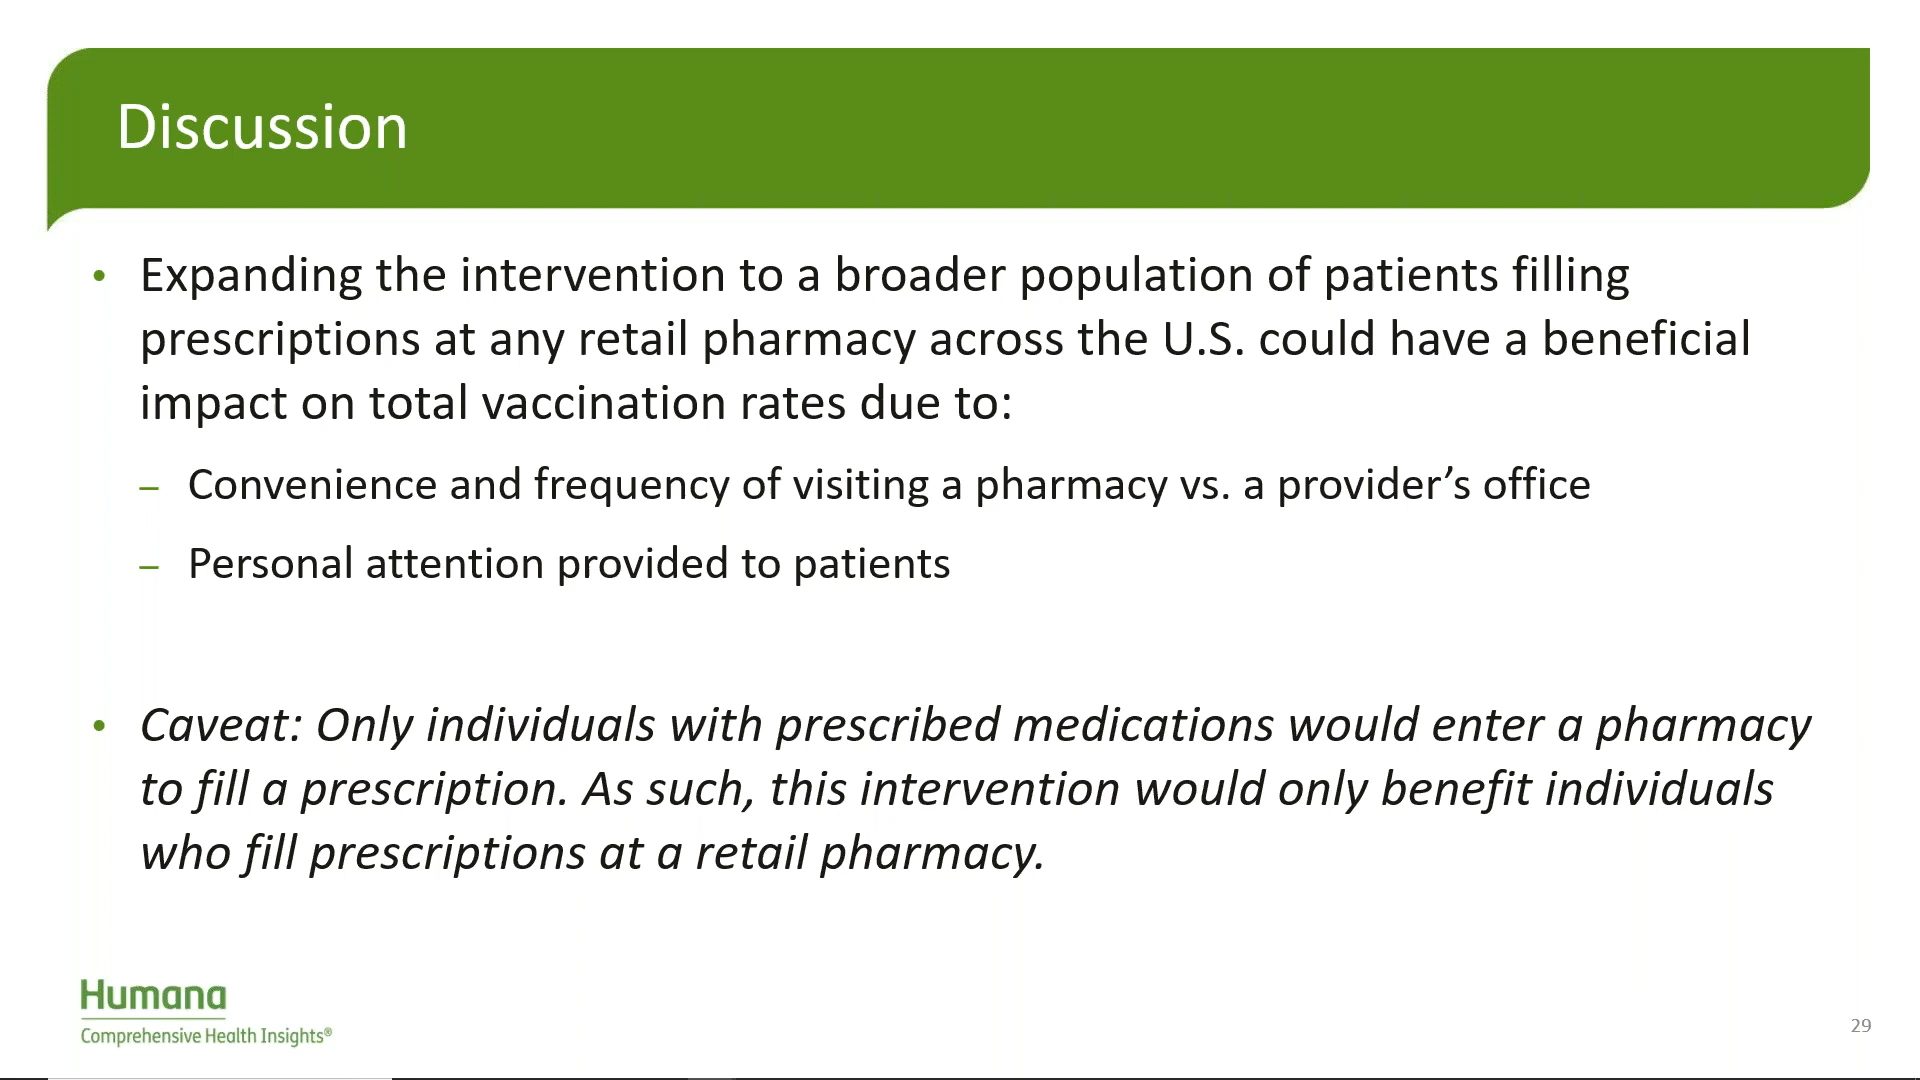 Discussion
• Expanding the intervention to a broader population of patients filling
prescriptions at any retail pharmacy across the U.S. could have a beneficial
impact on total vaccination rates due to:
– Convenience and frequency of visiting a pharmacy vs. a provider’s office
– Personal attention provided to patients
• Caveat: Only individuals with prescribed medications would enter a pharmacy
to fill a prescription. As such, this intervention would only benefit individuals
who fill prescriptions at a retail pharmacy.
Humana
Comprehensive Health Insights®
29